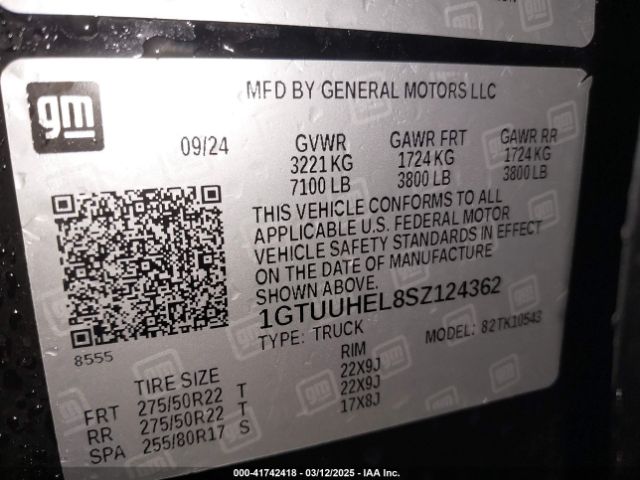 gm
MFD BY GENERAL MOTORS LLC
09/24
GVWR GAWR FRT GAWR RR
3221 KG 1724 KG 1724 KG
7100 LB 3800 LB 3800 LB
THIS VEHICLE CONFORMS TO ALL
APPLICABLE U.S. FEDERAL MOTOR
VEHICLE SAFETY STANDARDS IN EFFECT
ON THE DATE OF MANUFACTURE
SHOWN ABOVE.
1GTUUHEL8SZ124362
TYPE: TRUCK MODEL: 82TK10543
8555
TIRE SIZE RIM
FRT 275/50R22 T 22X9J
RR 275/50R22 T 22X9J
SPA 255/80R17 S 17X8J
000-41742418 - 03/12/2025 - IAA Inc.